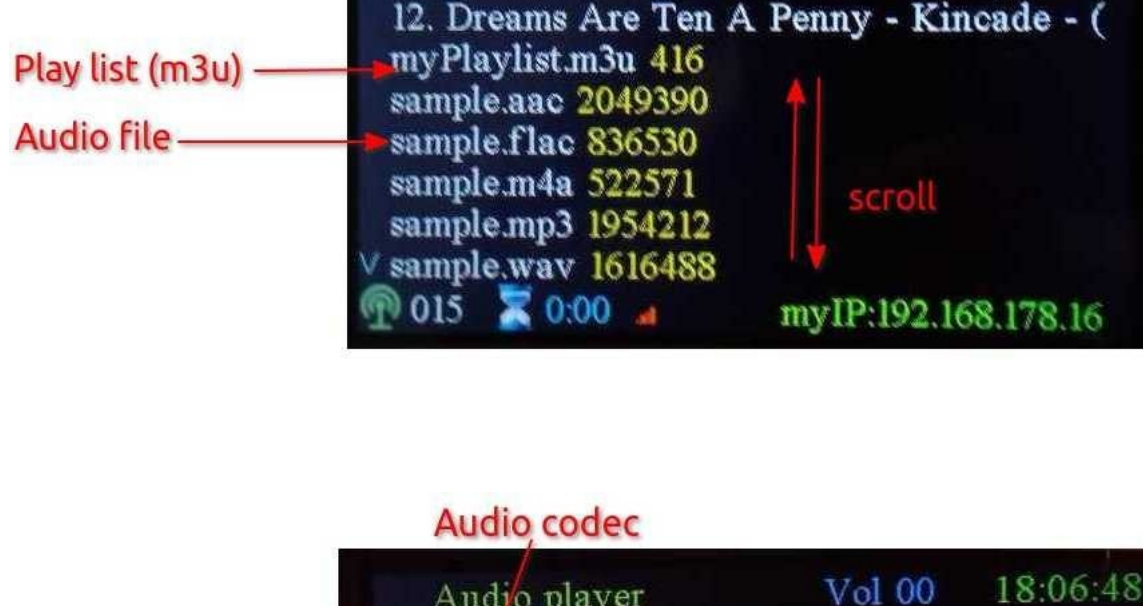 12. Dreams Are Ten A Penny - Kincade - (
Play list (m3u)
myPlaylist.m3u 416
sample.aac 2049390
Audio file
sample.flac 836530
sample.m4a 522571
scroll
sample.mp3 1954212
V sample.wav 1616488
015 0:00 myIP:192.168.178.16
Audio codec
Audio player Vol 00 18:06:48